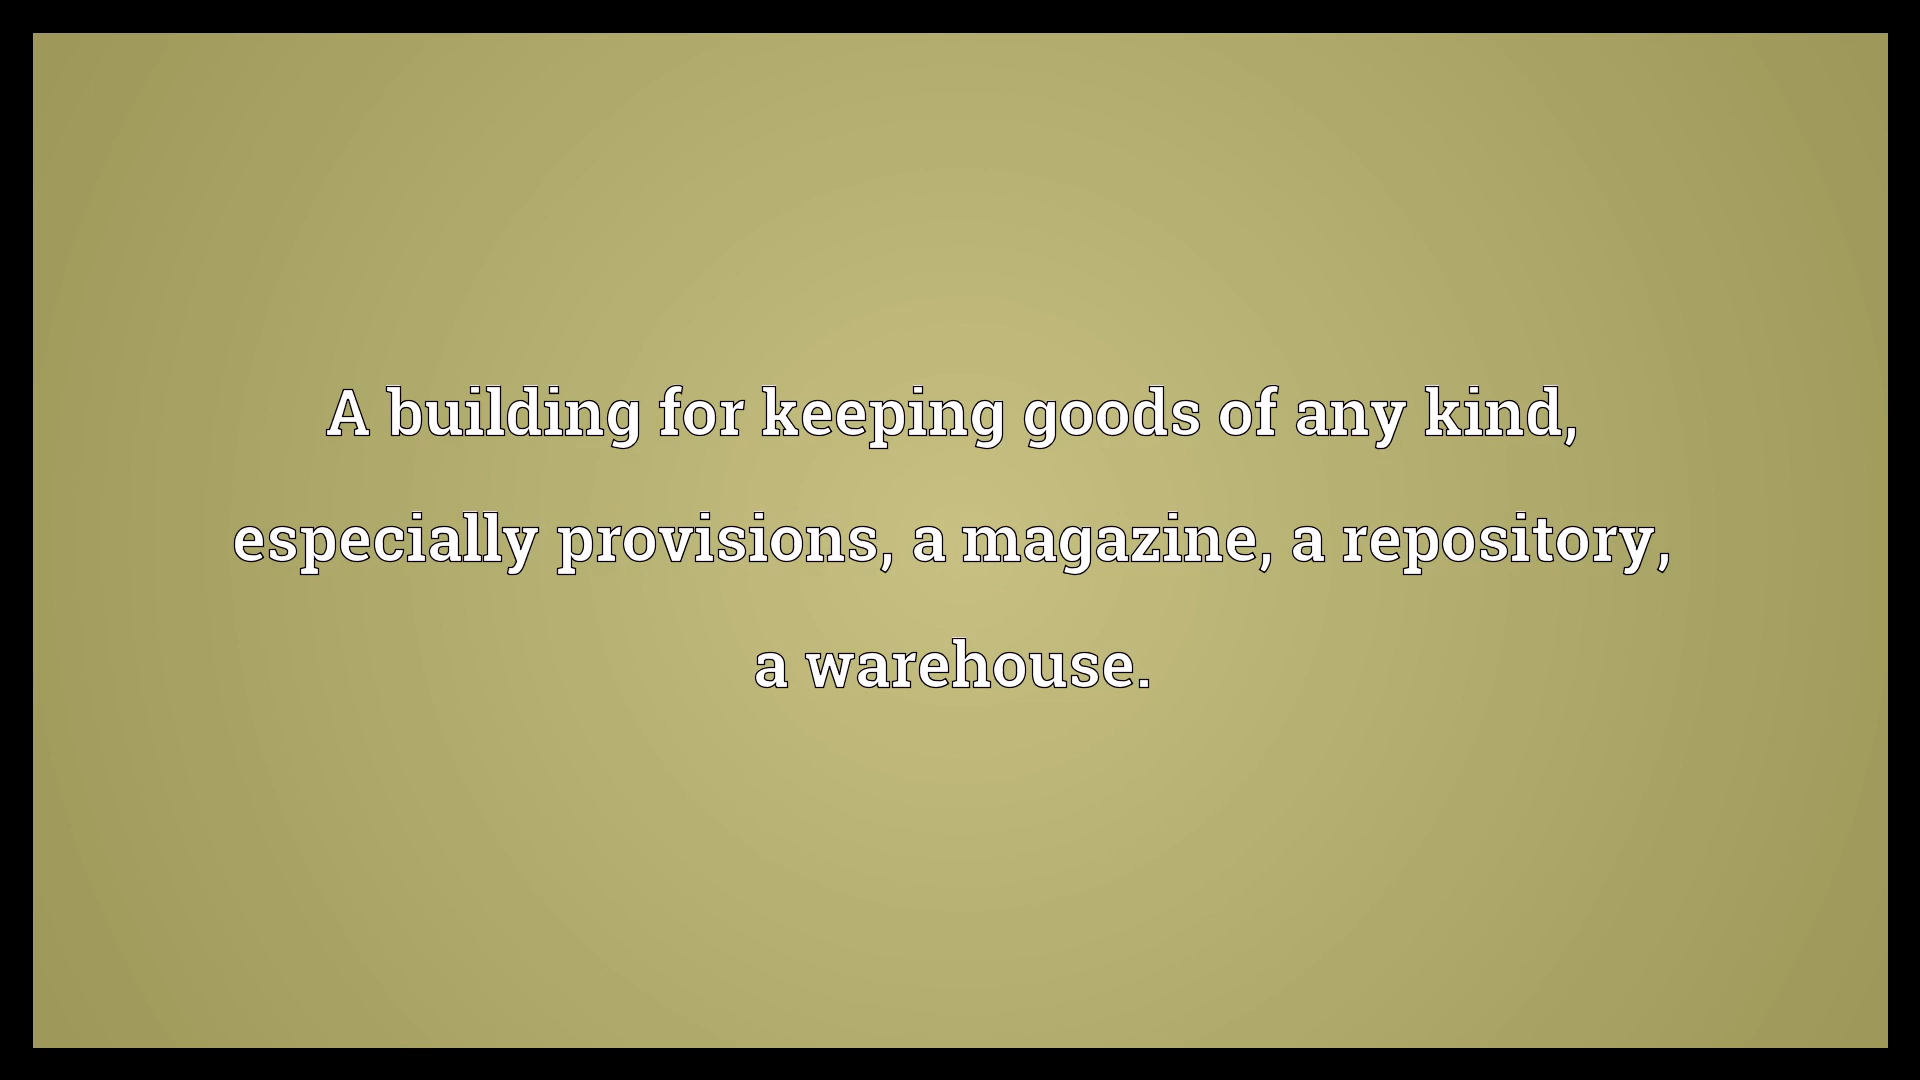 A building for keeping goods of any kind,
especially provisions, a magazine, a repository,
a warehouse.